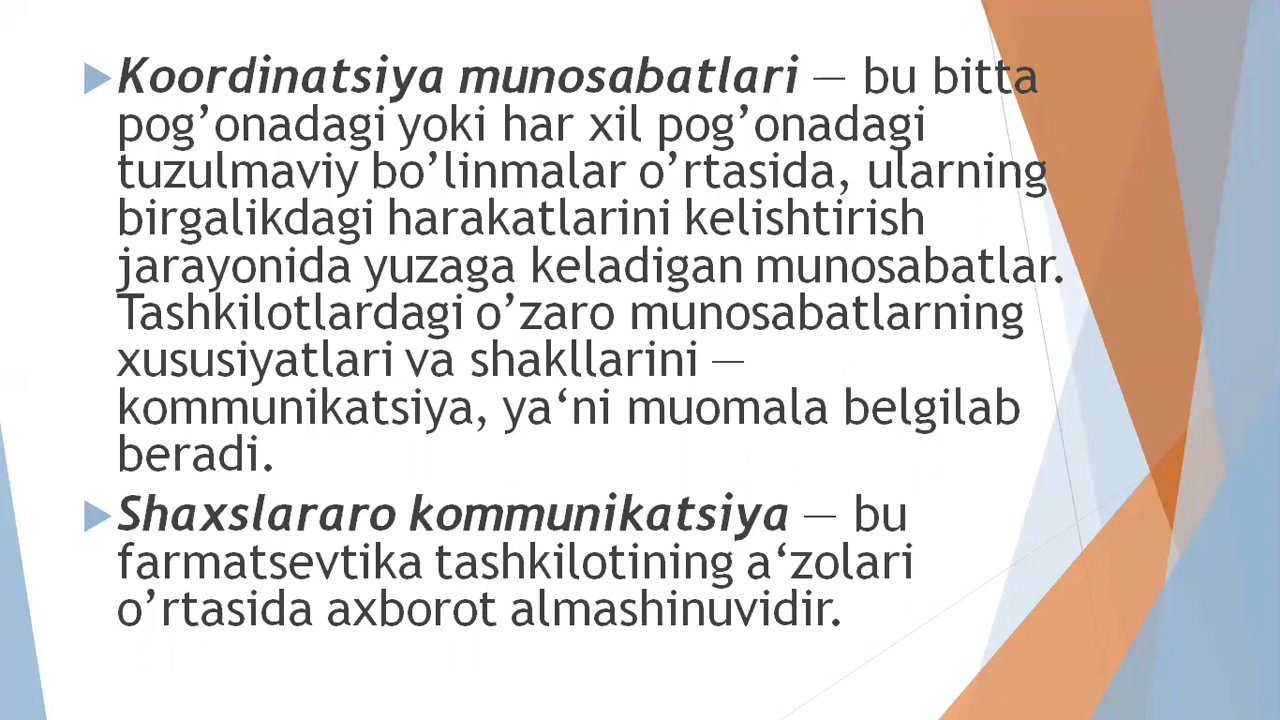 Koordinatsiya munosabatlari — bu bitta
pog’onadagi yoki har xil pog’onadagi
tuzulmaviy bo’linmalar o’rtasida, ularning
birgalikdagi harakatlarini kelishtirish
jarayonida yuzaga keladigan munosabatlar.
Tashkilotlardagi o’zaro munosabatlarning
xususiyatlari va shakllarini —
kommunikatsiya, ya‘ni muomala belgilab
beradi.
Shaxslararo kommunikatsiya — bu
farmatsevtika tashkilotining a‘zolari
o’rtasida axborot almashinuvidir.